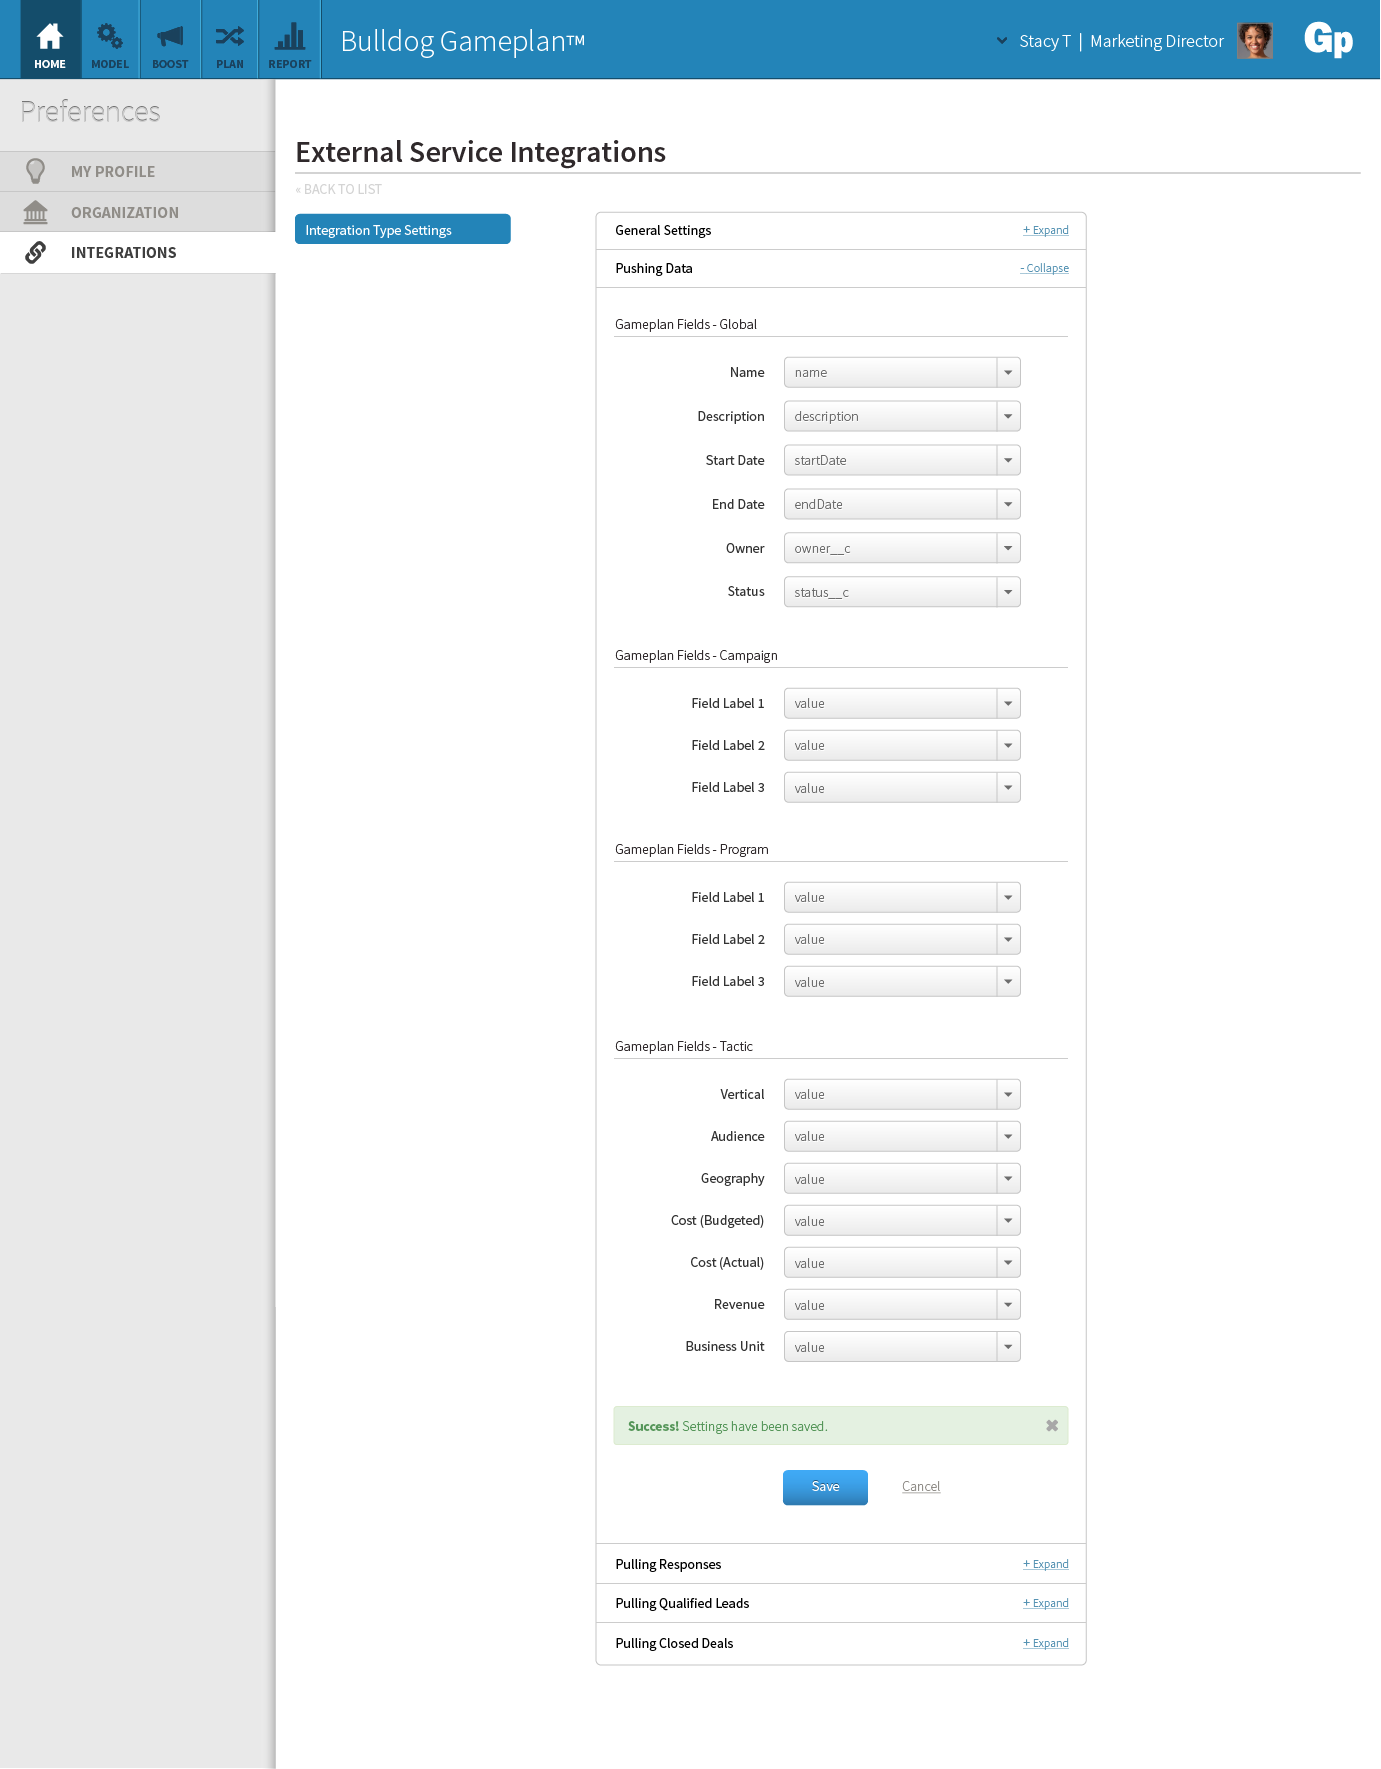 HOME MODEL BOOST PLAN REPORT Bulldog Gameplan™ Stacy T | Marketing Director Gp
Preferences
MY PROFILE
ORGANIZATION
INTEGRATIONS
External Service Integrations
« BACK TO LIST
Integration Type Settings
General Settings + Expand
Pushing Data - Collapse
Gameplan Fields - Global
Name name
Description description
Start Date startDate
End Date endDate
Owner owner__c
Status status__c
Gameplan Fields - Campaign
Field Label 1 value
Field Label 2 value
Field Label 3 value
Gameplan Fields - Program
Field Label 1 value
Field Label 2 value
Field Label 3 value
Gameplan Fields - Tactic
Vertical value
Audience value
Geography value
Cost (Budgeted) value
Cost (Actual) value
Revenue value
Business Unit value
Success! Settings have been saved.
Save Cancel
Pulling Responses + Expand
Pulling Qualified Leads + Expand
Pulling Closed Deals + Expand